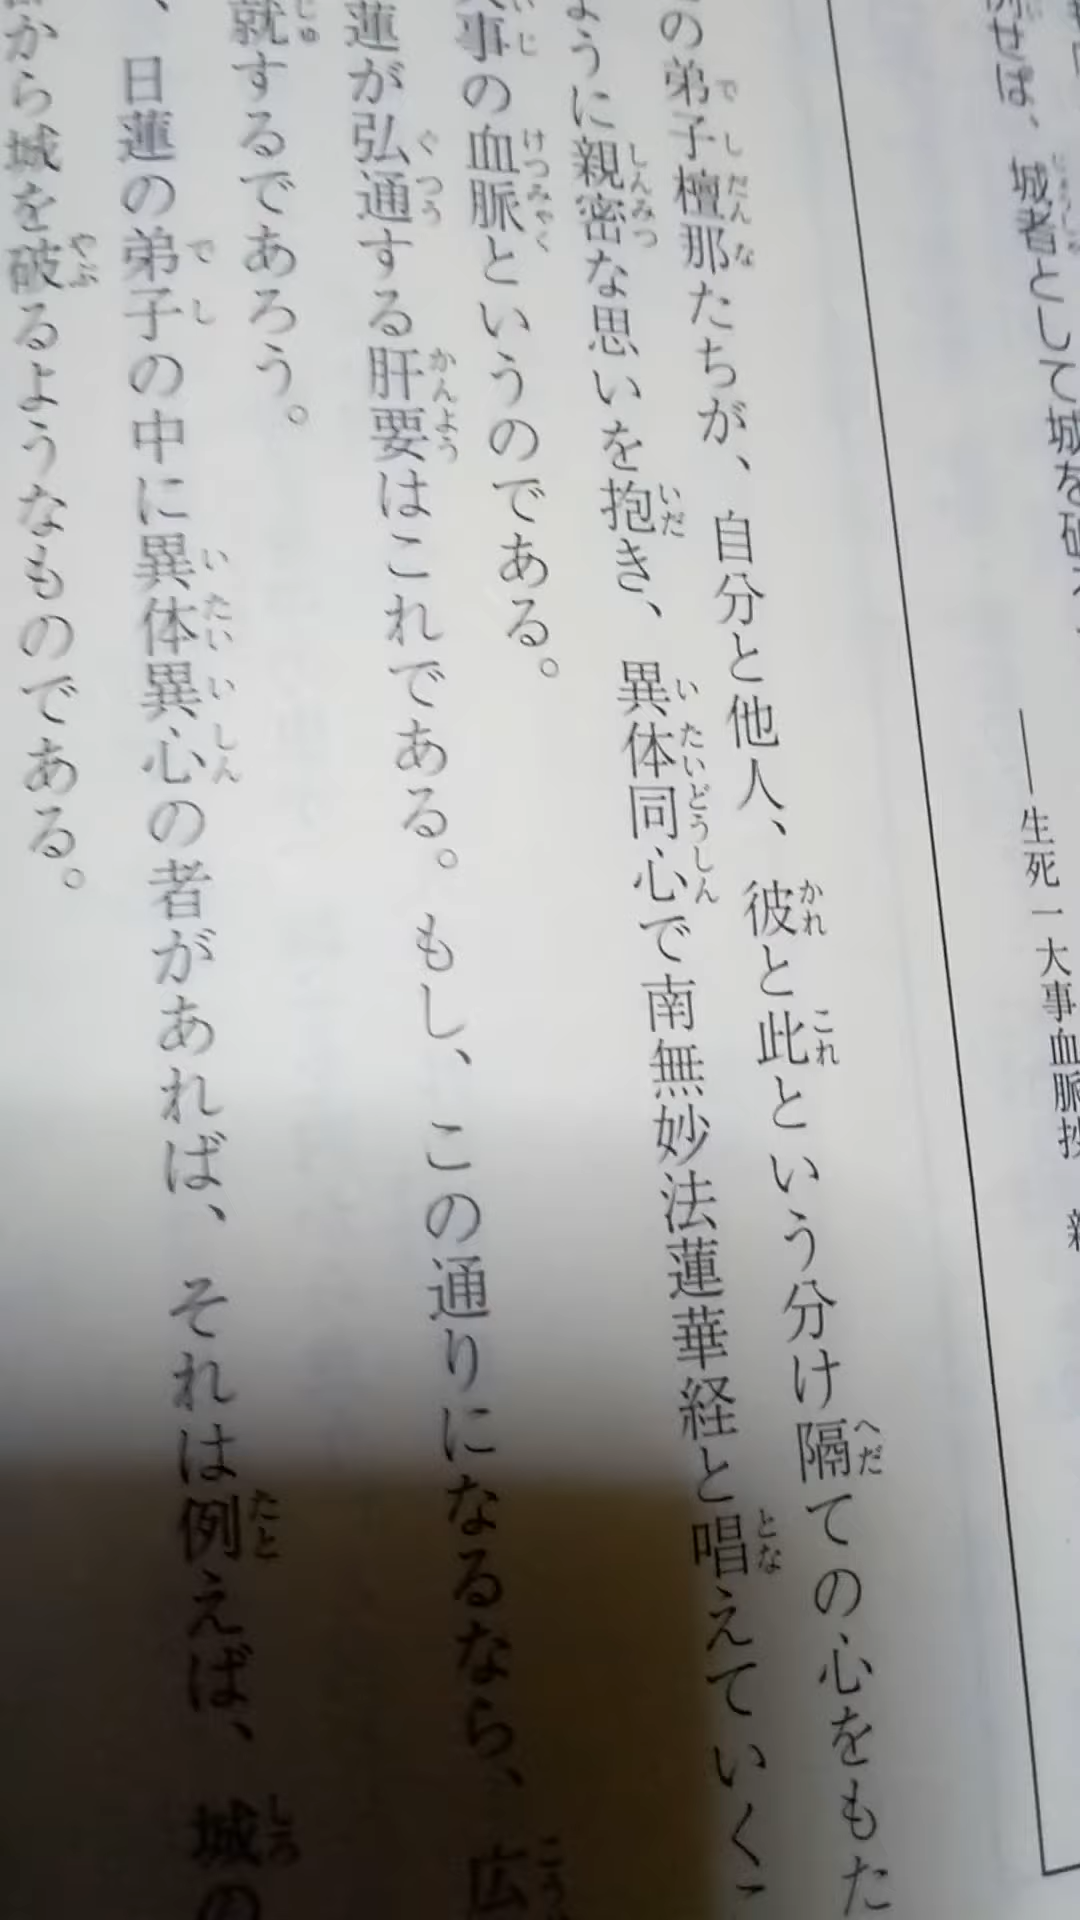 せば、城者として城を破
――生死一大事血脈抄
の弟子檀那たちが、自分と他人、彼と此という分け隔ての心をもた
ように親密な思いを抱き、異体同心で南無妙法蓮華経と唱えていくこ
事の血脈というのである。
蓮が弘通する肝要はこれである。もし、この通りになるなら、広
就するであろう。
、日蓮の弟子の中に異体異心の者があれば、それは例えば、城の
から城を破るようなものである。